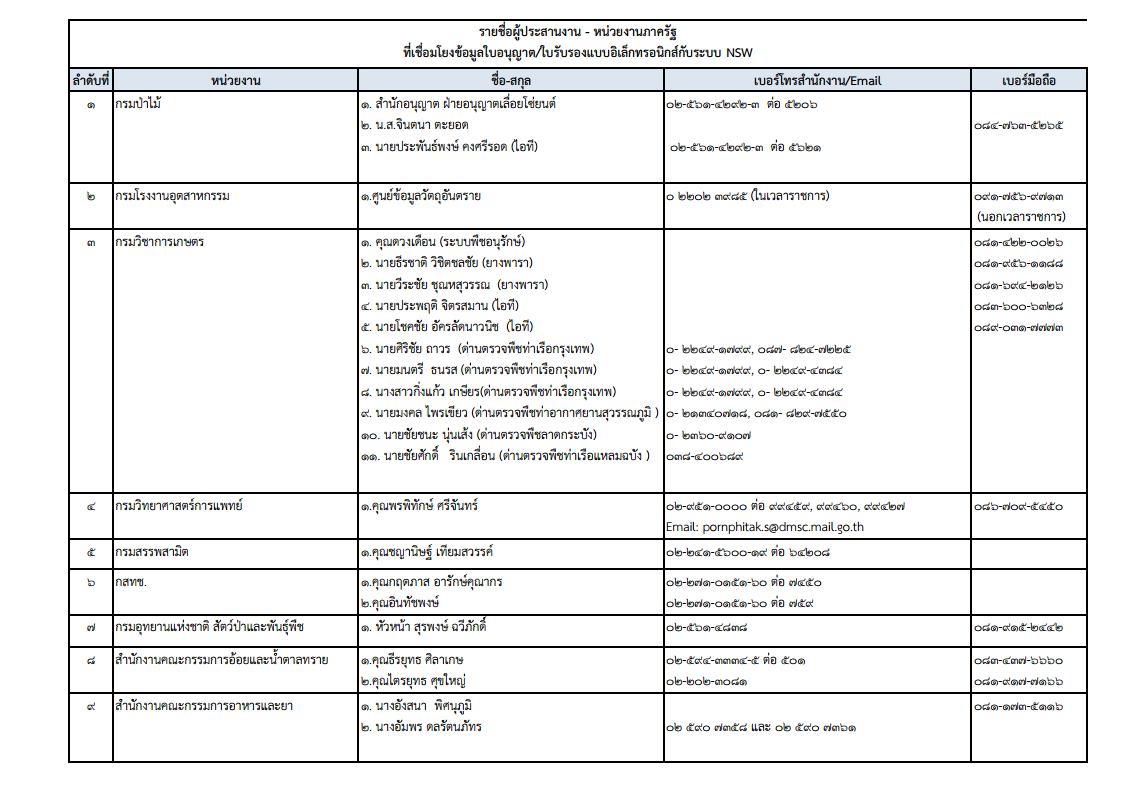 รายชื่อผู้ประสานงาน - หน่วยงานภาครัฐ
ที่เชื่อมโยงข้อมูลใบอนุญาต/ใบรับรองแบบอิเล็กทรอนิกส์กับระบบ NSW
ลำดับที่ หน่วยงาน ชื่อ-สกุล เบอร์โทรสำนักงาน/Email เบอร์มือถือ
๑ กรมป่าไม้ ๑. สำนักอนุญาต ฝ่ายอนุญาตเลื่อยโซ่ยนต์ ๐๒-๕๖๑-๔๒๙๒-๓ ต่อ ๕๒๐๖
๒. น.ส.จินตนา ตะยอด ๐๘๔-๗๖๓-๕๒๖๕
๓. นายประพันธ์พงษ์ คงศรีรอด (ไอที) ๐๒-๕๖๑-๔๒๙๒-๓ ต่อ ๕๖๒๑
๒ กรมโรงงานอุตสาหกรรม ๑.ศูนย์ข้อมูลวัตถุอันตราย ๐ ๒๒๐๒ ๓๙๘๕ (ในเวลาราชการ) ๐๙๑-๗๕๖-๙๗๑๓
(นอกเวลาราชการ)
๓ กรมวิชาการเกษตร ๑. คุณดวงเดือน (ระบบพืชอนุรักษ์) ๐๘๑-๔๒๒-๐๐๒๖
๒. นายธีรชาติ วิชิตชลชัย (ยางพารา) ๐๘๑-๙๕๖-๑๑๘๘
๓. นายวีระชัย ชุณหสุวรรณ (ยางพารา) ๐๘๑-๖๙๔-๒๑๒๖
๔. นายประพฤติ จิตรสมาน (ไอที) ๐๘๓-๖๐๐-๖๓๒๘
๕. นายโชคชัย อัครลัดนาวนิช (ไอที) ๐๘๙-๐๓๑-๗๗๗๓
๖. นายศิริชัย ถาวร (ด่านตรวจพืชท่าเรือกรุงเทพ) ๐- ๒๒๔๙-๑๗๙๙, ๐๘๗- ๘๒๔-๗๒๒๕
๗. นายมนตรี ธนรส (ด่านตรวจพืชท่าเรือกรุงเทพ) ๐- ๒๒๔๙-๑๗๙๙, ๐- ๒๒๔๙-๔๓๘๔
๘. นางสาวกิ่งแก้ว เกษียร(ด่านตรวจพืชท่าเรือกรุงเทพ) ๐- ๒๒๔๙-๑๗๙๙, ๐- ๒๒๔๙-๔๓๘๔
๙. นายมงคล ไพรเขียว (ด่านตรวจพืชท่าอากาศยานสุวรรณภูมิ ) ๐- ๒๑๓๔๐๗๑๘, ๐๘๑- ๘๒๙-๗๕๕๐
๑๐. นายชัยชนะ นุ่นเส้ง (ด่านตรวจพืชลาดกระบัง) ๐- ๒๓๖๐-๙๑๐๗
๑๑. นายชัยศักดิ์ รินเกลื่อน (ด่านตรวจพืชท่าเรือแหลมฉบัง ) ๐๓๘-๔๐๐๖๘๙
๔ กรมวิทยาศาสตร์การแพทย์ ๑.คุณพรพิทักษ์ ศรีจันทร์ ๐๒-๙๕๑-๐๐๐๐ ต่อ ๙๙๔๕๙, ๙๙๔๖๐, ๙๙๔๒๗ ๐๘๖-๗๐๙-๕๔๕๐
Email: pornphitak.s@dmsc.mail.go.th
๕ กรมสรรพสามิต ๑.คุณชญานิษฐ์ เทียมสวรรค์ ๐๒-๒๔๑-๕๖๐๐-๑๙ ต่อ ๖๔๒๐๘
๖ กสทช. ๑.คุณกฤตภาส อารักษ์คุณากร ๐๒-๒๗๑-๐๑๕๑-๖๐ ต่อ ๗๔๕๐
๒.คุณอินทัชพงษ์ ๐๒-๒๗๑-๐๑๕๑-๖๐ ต่อ ๗๕๙
๗ กรมอุทยานแห่งชาติ สัตว์ป่าและพันธุ์พืช ๑. หัวหน้า สุรพงษ์ ฉวีภักดิ์ ๐๒-๕๖๑-๔๘๓๘ ๐๘๑-๙๑๕-๒๔๔๒
๘ สำนักงานคณะกรรมการอ้อยและน้ำตาลทราย ๑.คุณธีรยุทธ ศิลาเกษ ๐๒-๕๙๔-๓๓๓๔-๕ ต่อ ๕๐๑ ๐๘๓-๔๓๗-๖๖๖๐
๒.คุณไตรยุทธ ศุขใหญ่ ๐๒-๒๐๒-๓๐๘๑ ๐๘๑-๙๑๗-๗๑๖๖
๙ สำนักงานคณะกรรมการอาหารและยา ๑. นางอังสนา พิศนุภูมิ ๐๘๑-๑๗๓-๕๑๑๖
๒. นางอัมพร ดลรัตนภัทร ๐๒ ๕๙๐ ๗๓๕๘ และ ๐๒ ๕๙๐ ๗๓๖๑